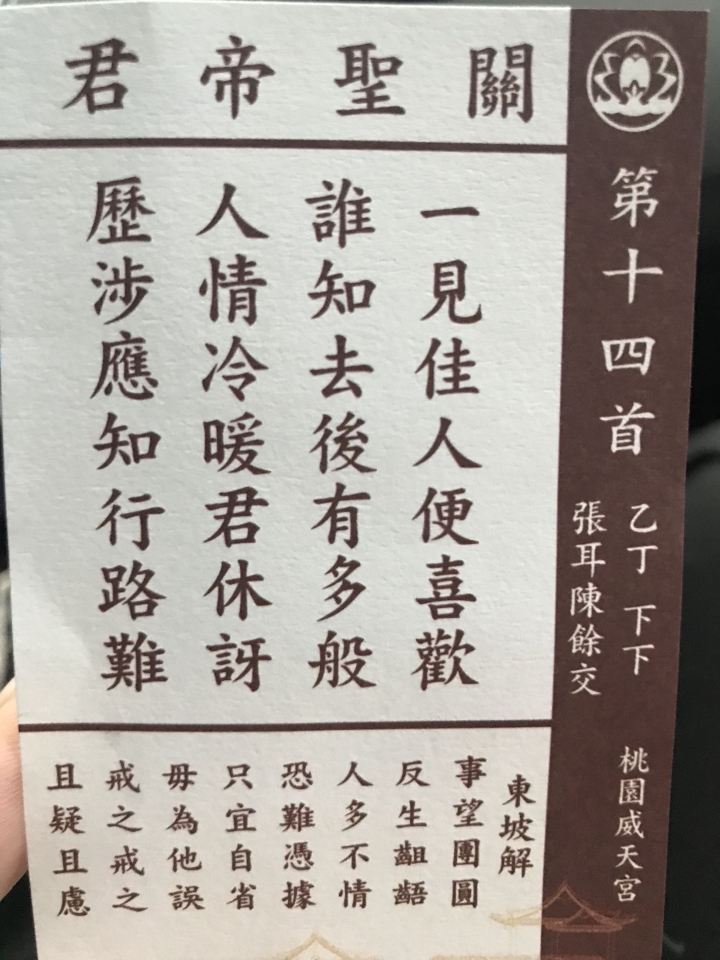 關聖帝君
第十四首
乙丁 下下
張耳陳餘交
桃園威天宮
一見佳人便喜歡
誰知去後有多般
人情冷暖君休訝
歷涉應知行路難
東坡解
事望團圓
反生齟齬
人多不情
恐難憑據
只宜自省
毋為他誤
戒之戒之
且疑且慮